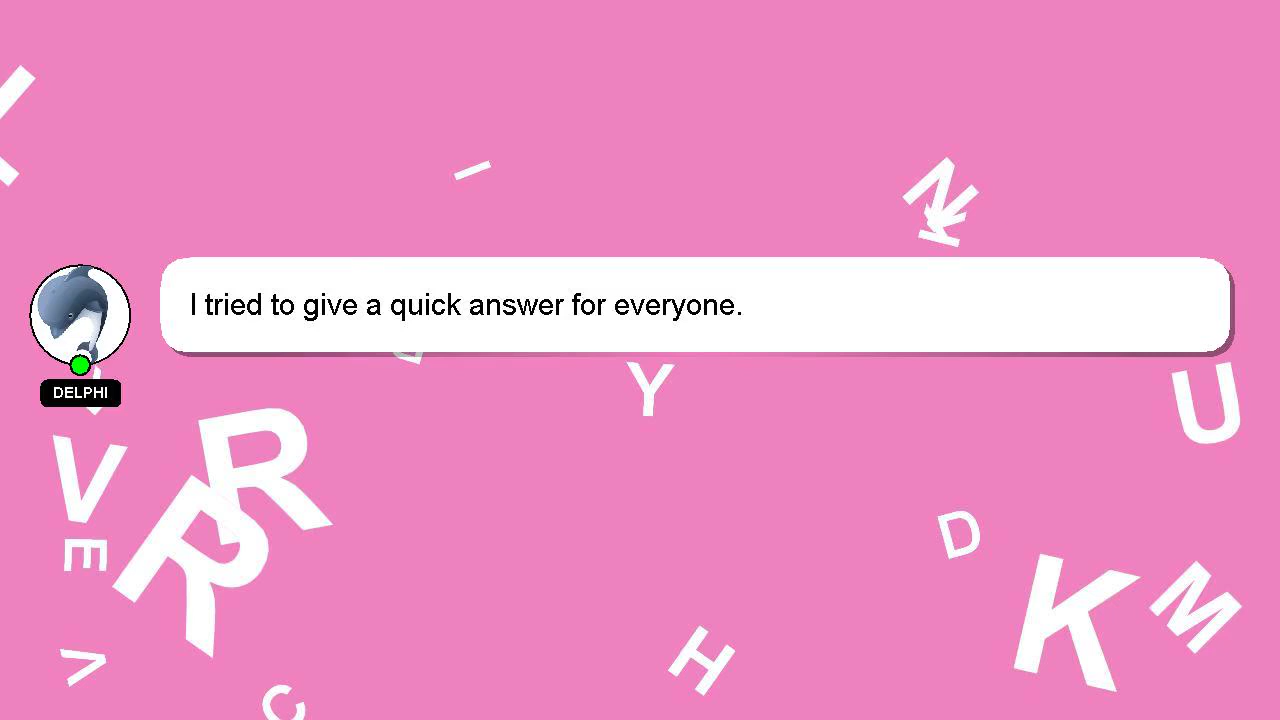 I
N
K
I tried to give a quick answer for everyone.
DELPHI
Y
U
V
R
R
E
D
K
M
H
V
C